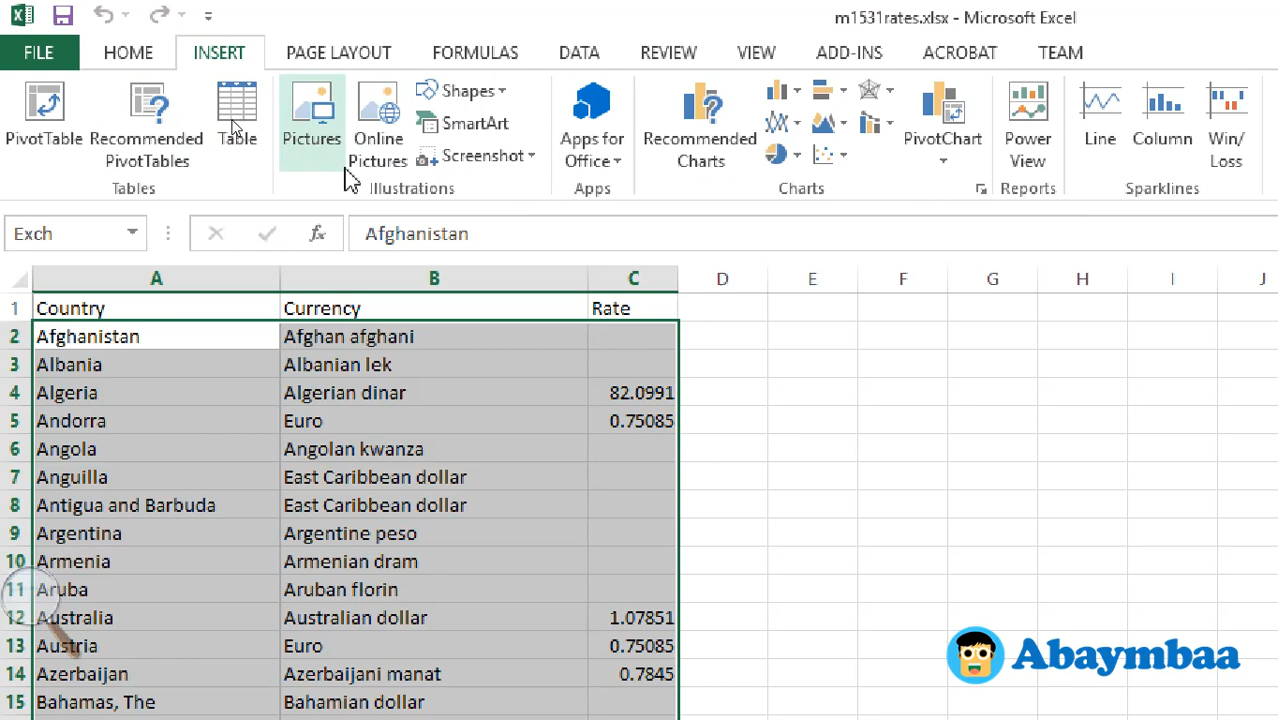 m1531rates.xlsx - Microsoft Excel
FILE HOME INSERT PAGE LAYOUT FORMULAS DATA REVIEW VIEW ADD-INS ACROBAT TEAM
PivotTable
Recommended
PivotTables
Table
Tables
Pictures
Online
Pictures
Shapes
SmartArt
Screenshot
Illustrations
Apps for
Office
Apps
Recommended
Charts
PivotChart
Charts
Power
View
Reports
Line
Column
Win/
Loss
Sparklines
Exch fx Afghanistan
A B C D E F G H I J
1 Country Currency Rate
2 Afghanistan Afghan afghani
3 Albania Albanian lek
4 Algeria Algerian dinar 82.0991
5 Andorra Euro 0.75085
6 Angola Angolan kwanza
7 Anguilla East Caribbean dollar
8 Antigua and Barbuda East Caribbean dollar
9 Argentina Argentine peso
10 Armenia Armenian dram
11 Aruba Aruban florin
12 Australia Australian dollar 1.07851
13 Austria Euro 0.75085
14 Azerbaijan Azerbaijani manat 0.7845
15 Bahamas, The Bahamian dollar
Abaymbaa